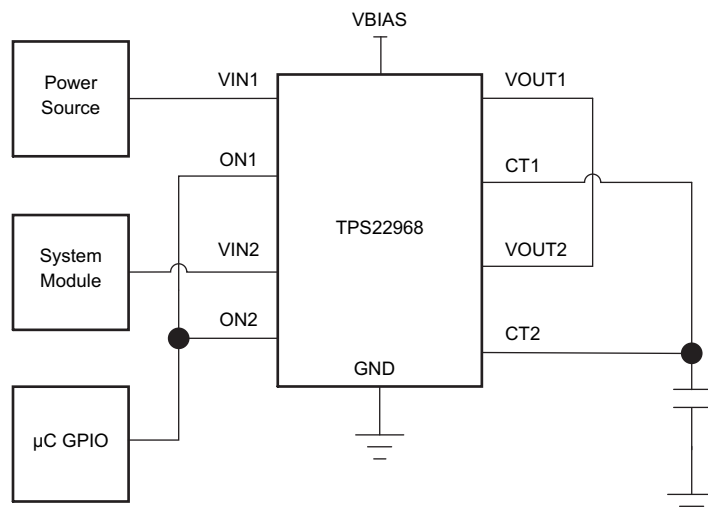 VBIAS
Power
Source
VIN1
VOUT1
ON1
CT1
TPS22968
System
Module
VIN2
VOUT2
ON2
CT2
GND
µC GPIO